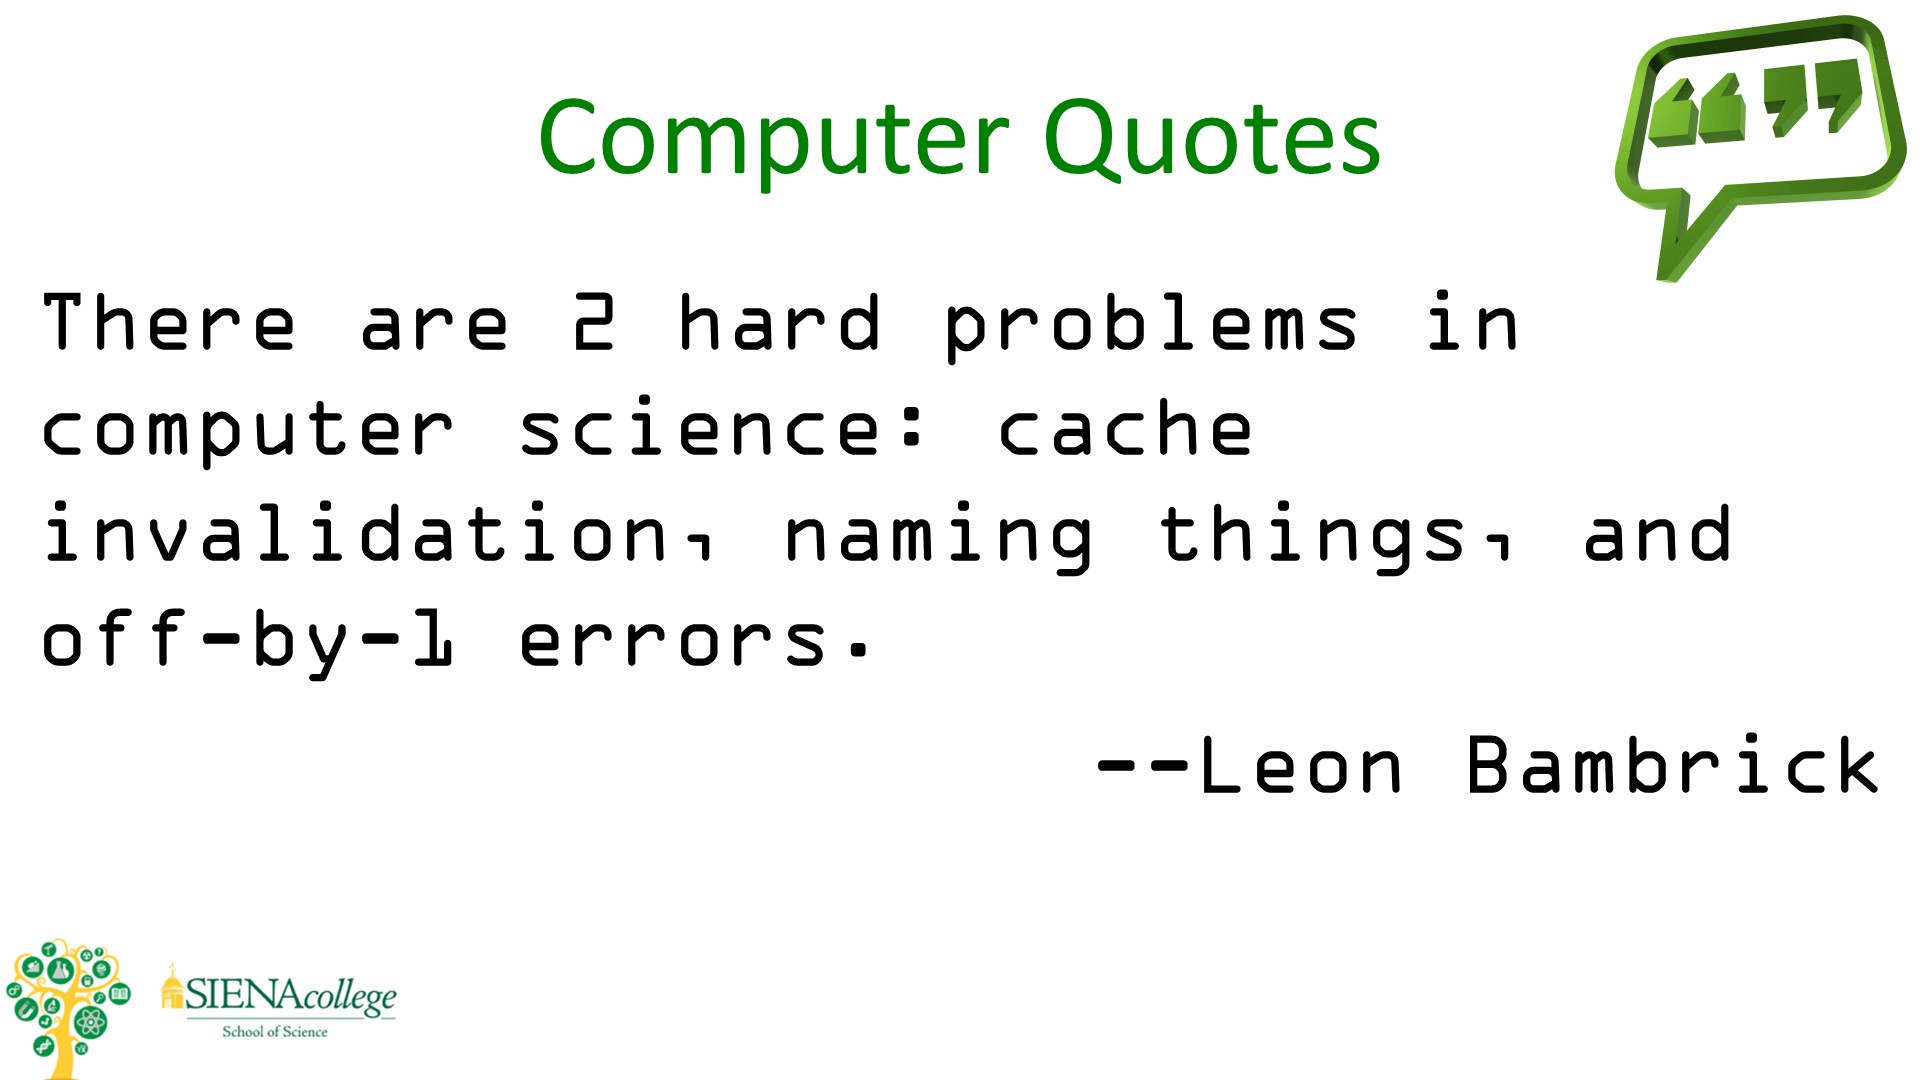 Computer Quotes
There are 2 hard problems in
computer science: cache
invalidation, naming things, and
off-by-1 errors.
--Leon Bambrick
SIENAcollege
School of Science